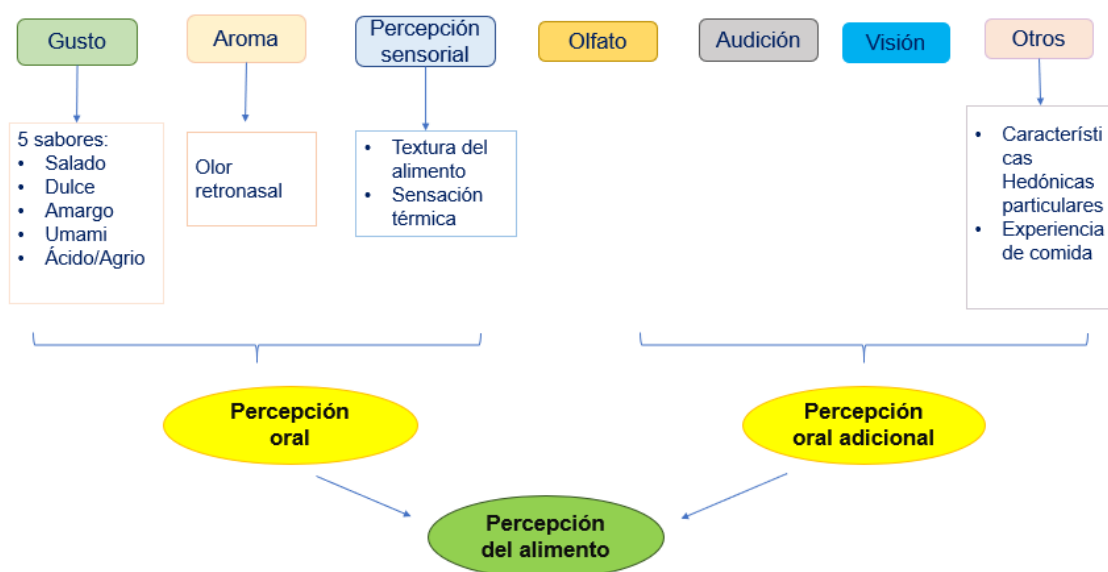 Gusto
Aroma
Percepción
sensorial
Olfato
Audición
Visión
Otros
5 sabores:
• Salado
• Dulce
• Amargo
• Umami
• Ácido/Agrio
Olor
retronasal
• Textura del
alimento
• Sensación
térmica
• Característi
cas
Hedónicas
particulares
• Experiencia
de comida
Percepción
oral
Percepción
oral adicional
Percepción
del alimento